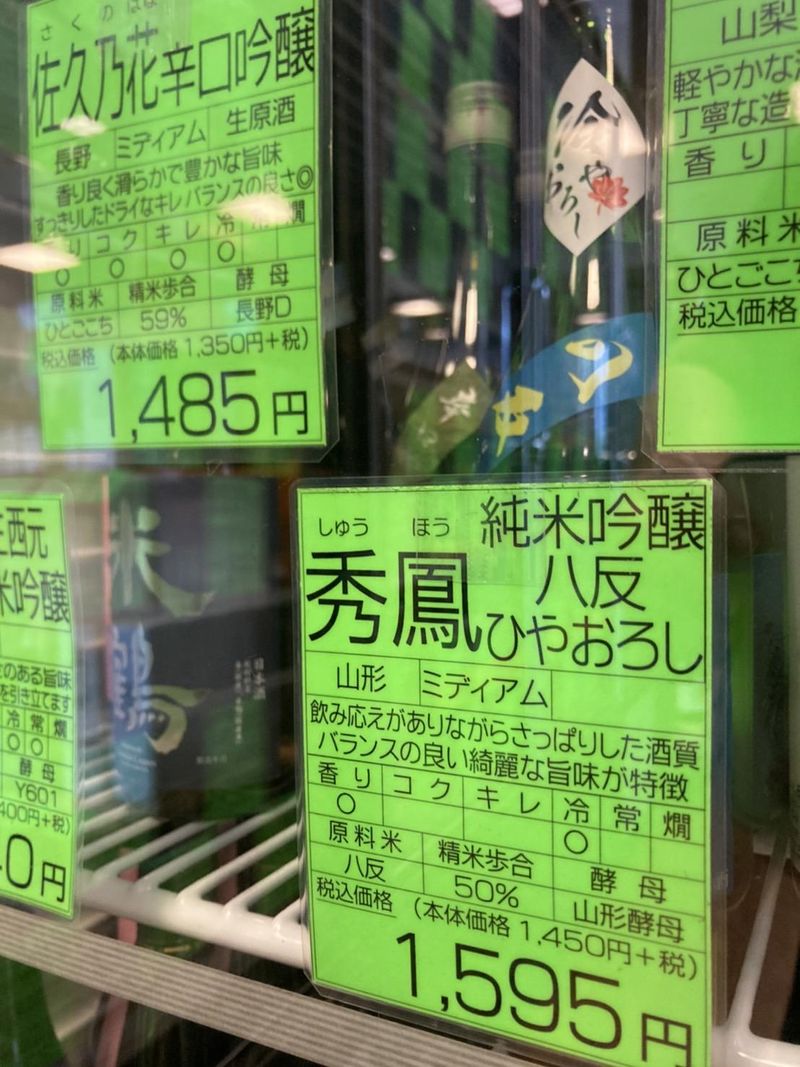 さくのはな
佐久乃花辛口吟醸
長野 ミディアム 生原酒
香り良く滑らかで豊かな旨味
すっきりしたドライなキレ バランスの良さ◎
り コク キレ 冷 常 燗
○ ○ ○ ○
原料米 精米歩合 酵母
ひとごこち 59% 長野D
税込価格 (本体価格 1,350円+税)
1,485円
ひやおろし
山梨
軽やかな
丁寧な造
香り
原料米
ひとごこち
税込価格
米吟醸
のある旨味
を引き立てます
冷 常 燗
○ ○
酵母
Y601
400円+税)
0円
米鶴
日本酒
しゅう ほう
秀鳳
純米吟醸
八反
ひやおろし
山形 ミディアム
飲み応えがありながらさっぱりした酒質
バランスの良い綺麗な旨味が特徴
香り コク キレ 冷 常 燗
○ ○
原料米 精米歩合 酵母
八反 50% 山形酵母
税込価格 (本体価格 1,450円+税)
1,595円